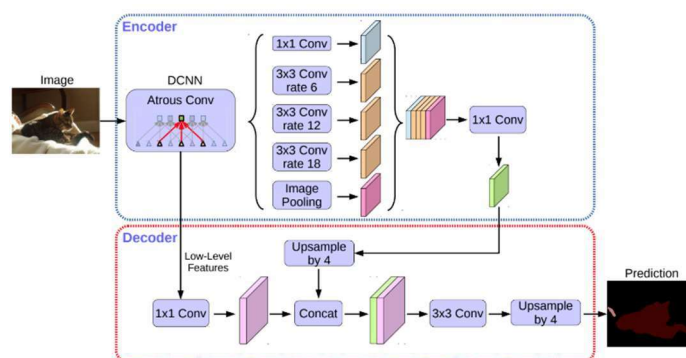 Encoder
Image
DCNN
Atrous Conv
1x1 Conv
3x3 Conv
rate 6
3x3 Conv
rate 12
3x3 Conv
rate 18
Image
Pooling
1x1 Conv
Decoder
Low-Level
Features
Upsample
by 4
1x1 Conv
Concat
3x3 Conv
Upsample
by 4
Prediction